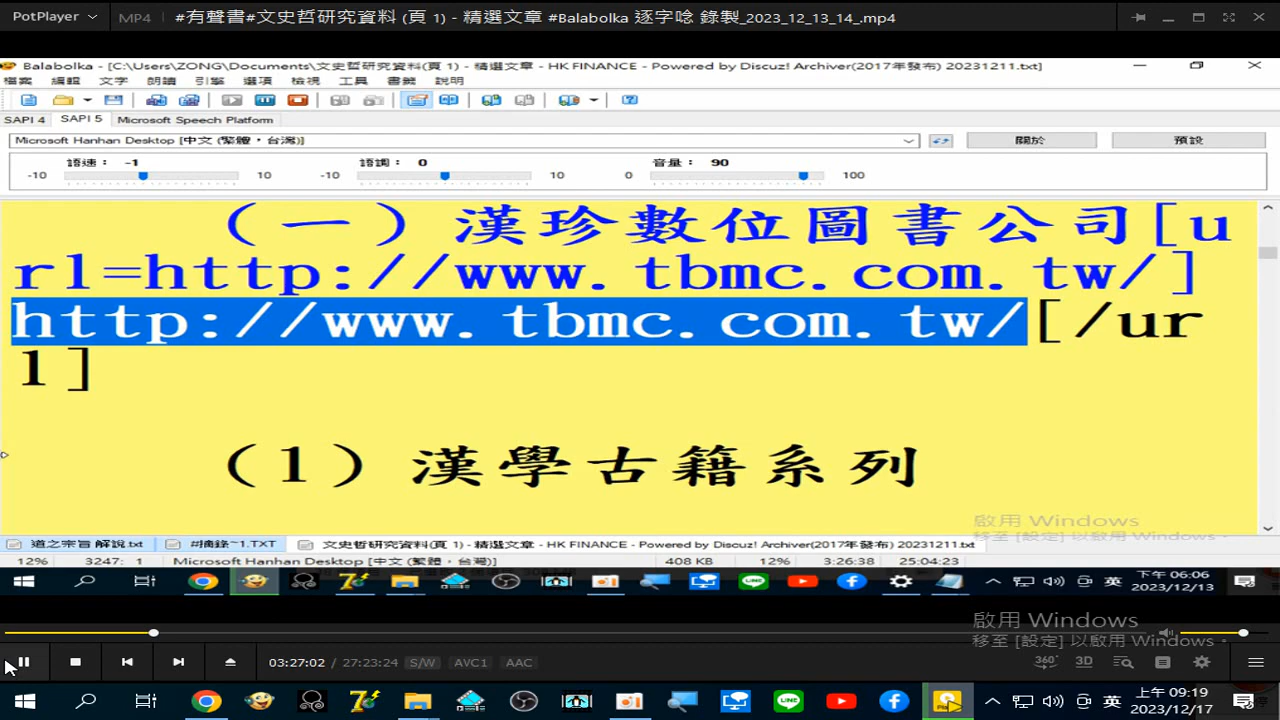 PotPlayer MP4 #有聲書#文史哲研究資料 (頁 1) - 精選文章 #Balabolka 逐字唸 錄製_2023_12_13_14_.mp4
Balabolka - [C:\Users\ZONG\Documents\文史哲研究資料(頁 1) - 精選文章 - HK FINANCE - Powered by Discuz! Archiver(2017年發布) 20231211.txt]
檔案 編輯 文字 朗讀 引擎 選項 檢視 工具 書籤 說明
SAPI 4 SAPI 5 Microsoft Speech Platform
Microsoft Hanhan Desktop [中文 (繁體，台灣)] 關於 預設
語速： -1 語調： 0 音量： 90
-10 10 -10 10 0 100
（一）漢珍數位圖書公司[u
rl=http://www.tbmc.com.tw/]
http://www.tbmc.com.tw/[/ur
l]
（1）漢學古籍系列
啟用 Windows
移至 [設定] 以啟用 Windows。
道之宗旨 解說.txt #摘錄~1.TXT 文史哲研究資料(頁 1) - 精選文章 - HK FINANCE - Powered by Discuz! Archiver(2017年發布) 20231211.txt
12% 3247: 1 Microsoft Hanhan Desktop [中文 (繁體，台灣)] 408 KB 12% 3:26:38 25:04:23
英 下午 06:06
2023/12/13
啟用 Windows
移至 [設定] 以啟用 Windows。
03:27:02 / 27:23:24 S/W AVC1 AAC 360° 3D
英 上午 09:19
2023/12/17